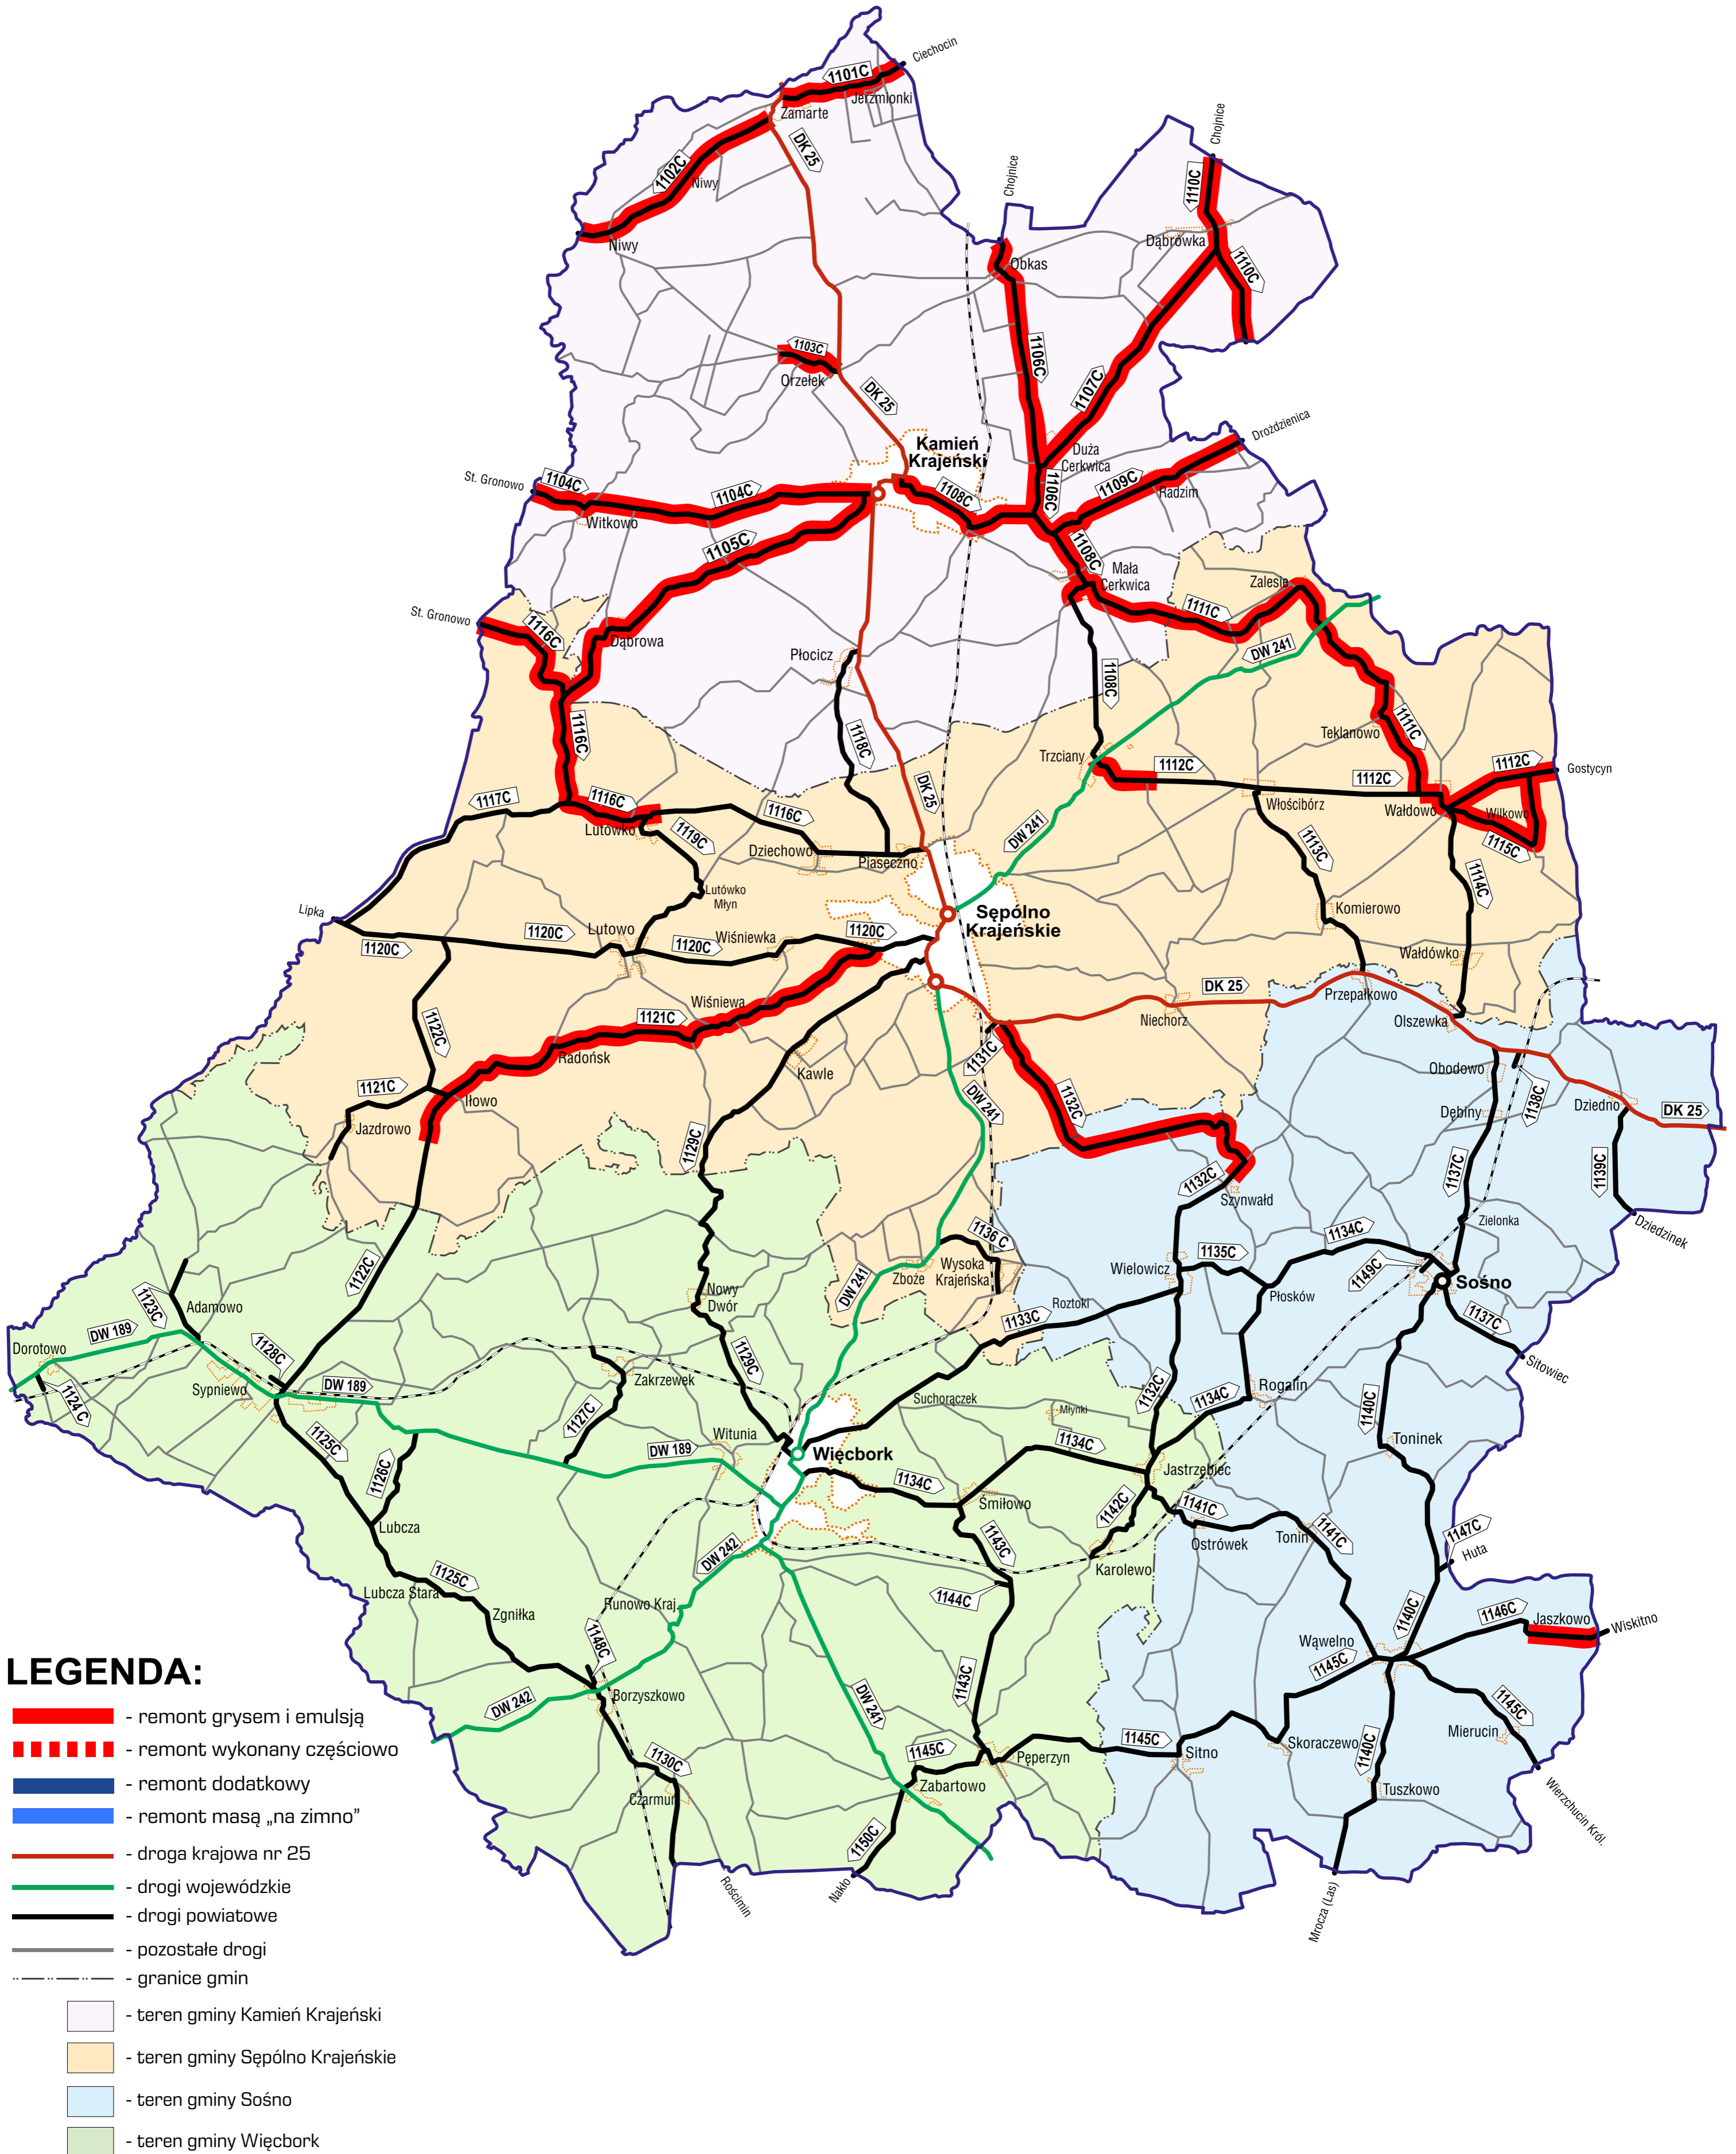 Ciechocin
1101C
Jerzmionki
Zamarte
DK 25
Chojnice
1102C
Niwy
Chojnice
1110C
Niwy
Dąbrówka
Obkas
1110C
1103C
Orzełek
1106C
1107C
DK 25
Kamień
Krajeński
Duża
Cerkwica
Drożdzienica
St. Gronowo
1104C
1104C
1108C
1106C
1109C
Radzim
Witkowo
1105C
1108C
Mała
Cerkwica
Zalesie
St. Gronowo
1116C
1111C
Dąbrowa
Płocicz
DW 241
1108C
1116C
1118C
Teklanowo
1111C
Trzciany
1112C
1112C
1112C
Gostycyn
DK 25
1117C
1116C
1116C
Włościbórz
Wałdowo
Wilkowo
Lutówko
1119C
DW 241
1113C
1115C
Dziechowo
Piaseczno
1114C
Lutówko
Młyn
Lipka
Sępólno
Krajeńskie
Komierowo
1120C
1120C
Lutowo
1120C
Wiśniewka
1120C
Wałdówko
Wiśniewa
DK 25
Przepałkowo
1122C
1121C
Niechorz
Olszewka
Radońsk
1131C
Kawle
Obodowo
1138C
1121C
Iłowo
DW 241
1132C
Dębiny
Dziedno
DK 25
Jazdrowo
1129C
1137C
1139C
1132C
Szynwałd
Zielonka
Dziedzinek
1136 C
1134C
1135C
1122C
Zboże
Wysoka
Krajeńska
Wielowicz
1149C
Sośno
1123C
Adamowo
Nowy
Dwór
DW 241
Roztoki
Płosków
1133C
1137C
Dorotowo
DW 189
1128C
1129C
Sitowiec
Sypniewo
DW 189
Zakrzewek
Rogalin
1124 C
Suchorączek
Młynki
1132C
1134C
1140C
1125C
1127C
Witunia
DW 189
Więcbork
1134C
Toninek
1126C
1134C
Jastrzębiec
Śmiłowo
1142C
1141C
Lubcza
Ostrówek
Tonin
1141C
1147C
Huta
DW 242
1143C
Karolewo
1125C
Lubcza Stara
1144C
Runowo Kraj.
Zgniłka
1140C
1146C
Jaszkowo
Wiskitno
1148C
Wąwelno
1145C
LEGENDA:
1143C
DW 242
Borzyszkowo
DW 241
1145C
- remont grysem i emulsją
1145C
1145C
Mierucin
Skoraczewo
- remont wykonany częściowo
1130C
Pęperzyn
Sitno
1140C
Czarmuń
Zabartowo
Tuszkowo
- remont dodatkowy
- remont masą „na zimno”
Wierzchucin Król.
1150C
- droga krajowa nr 25
Rościmin
Nakło
- drogi wojewódzkie
Mrocza (Las)
- drogi powiatowe
- pozostałe drogi
- granice gmin
- teren gminy Kamień Krajeński
- teren gminy Sępólno Krajeńskie
- teren gminy Sośno
- teren gminy Więcbork